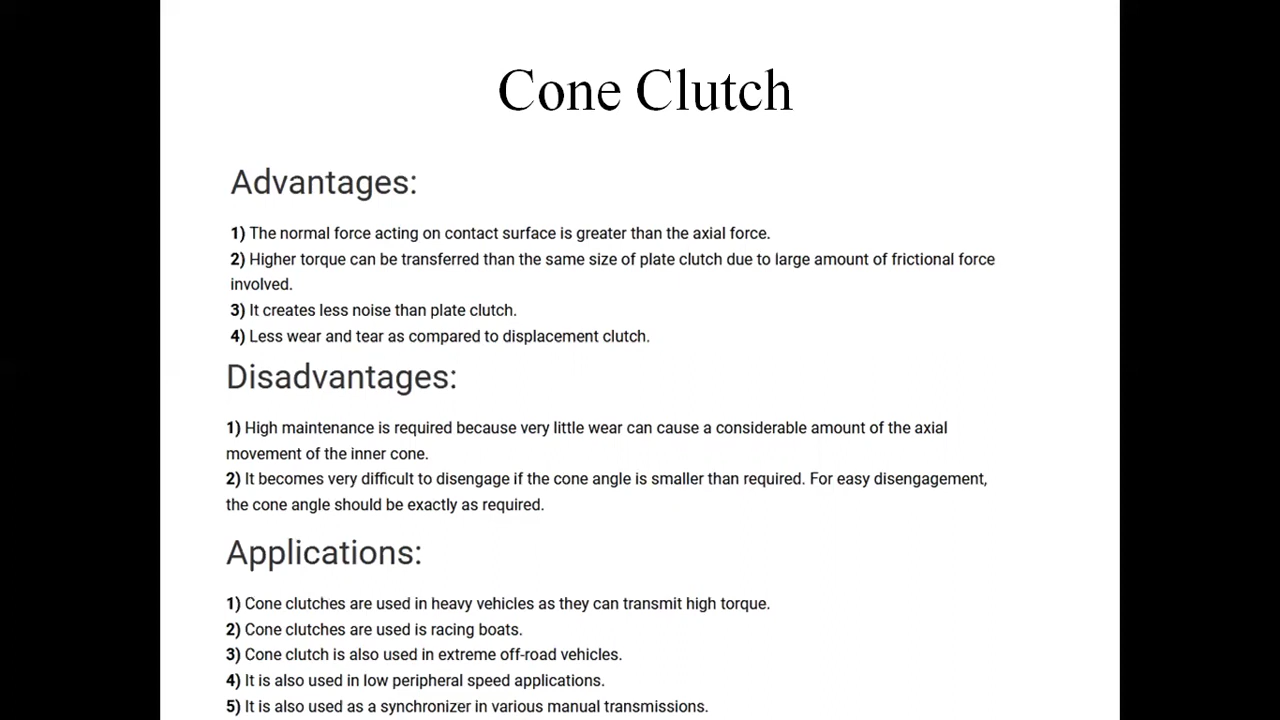 Cone Clutch
Advantages:
1) The normal force acting on contact surface is greater than the axial force.
2) Higher torque can be transferred than the same size of plate clutch due to large amount of frictional force
involved.
3) It creates less noise than plate clutch.
4) Less wear and tear as compared to displacement clutch.
Disadvantages:
1) High maintenance is required because very little wear can cause a considerable amount of the axial
movement of the inner cone.
2) It becomes very difficult to disengage if the cone angle is smaller than required. For easy disengagement,
the cone angle should be exactly as required.
Applications:
1) Cone clutches are used in heavy vehicles as they can transmit high torque.
2) Cone clutches are used is racing boats.
3) Cone clutch is also used in extreme off-road vehicles.
4) It is also used in low peripheral speed applications.
5) It is also used as a synchronizer in various manual transmissions.